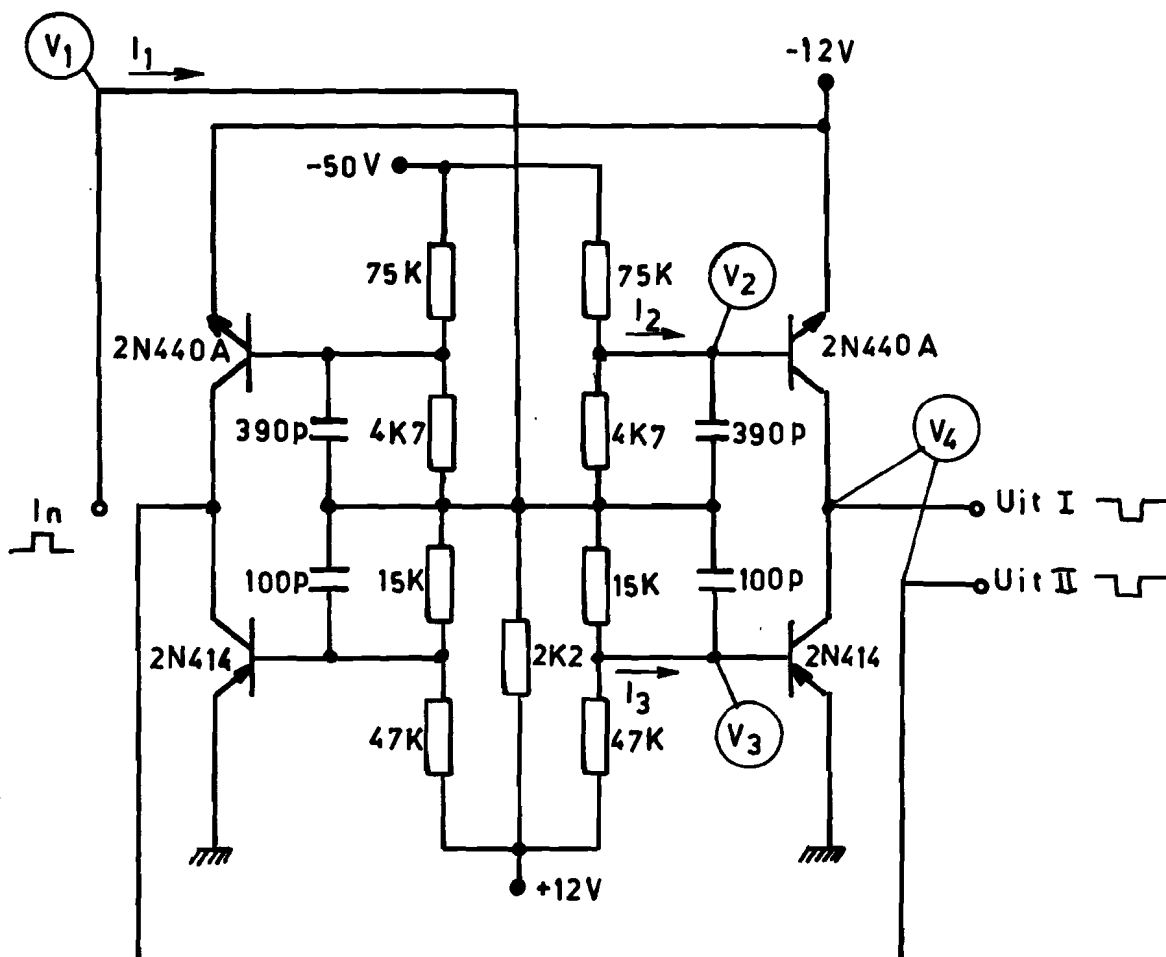 V1
I1
-12V
-50V
75K
75K
V2
I2
2N440A
2N440A
390P
4K7
4K7
390P
V4
In
Uit I
100P
15K
15K
100P
Uit II
2N414
2K2
2N414
I3
47K
47K
V3
+12V